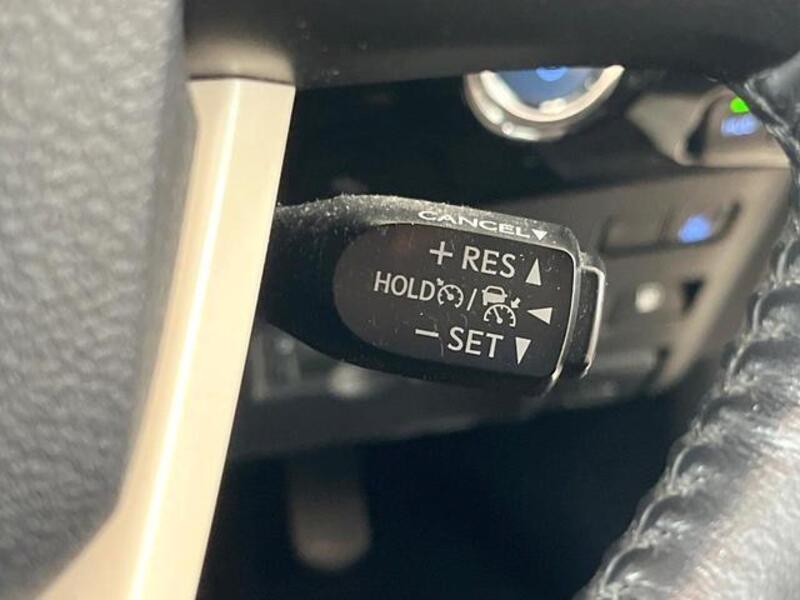 CANCEL▼
+ RES ▲
HOLD / ◀
− SET ▼